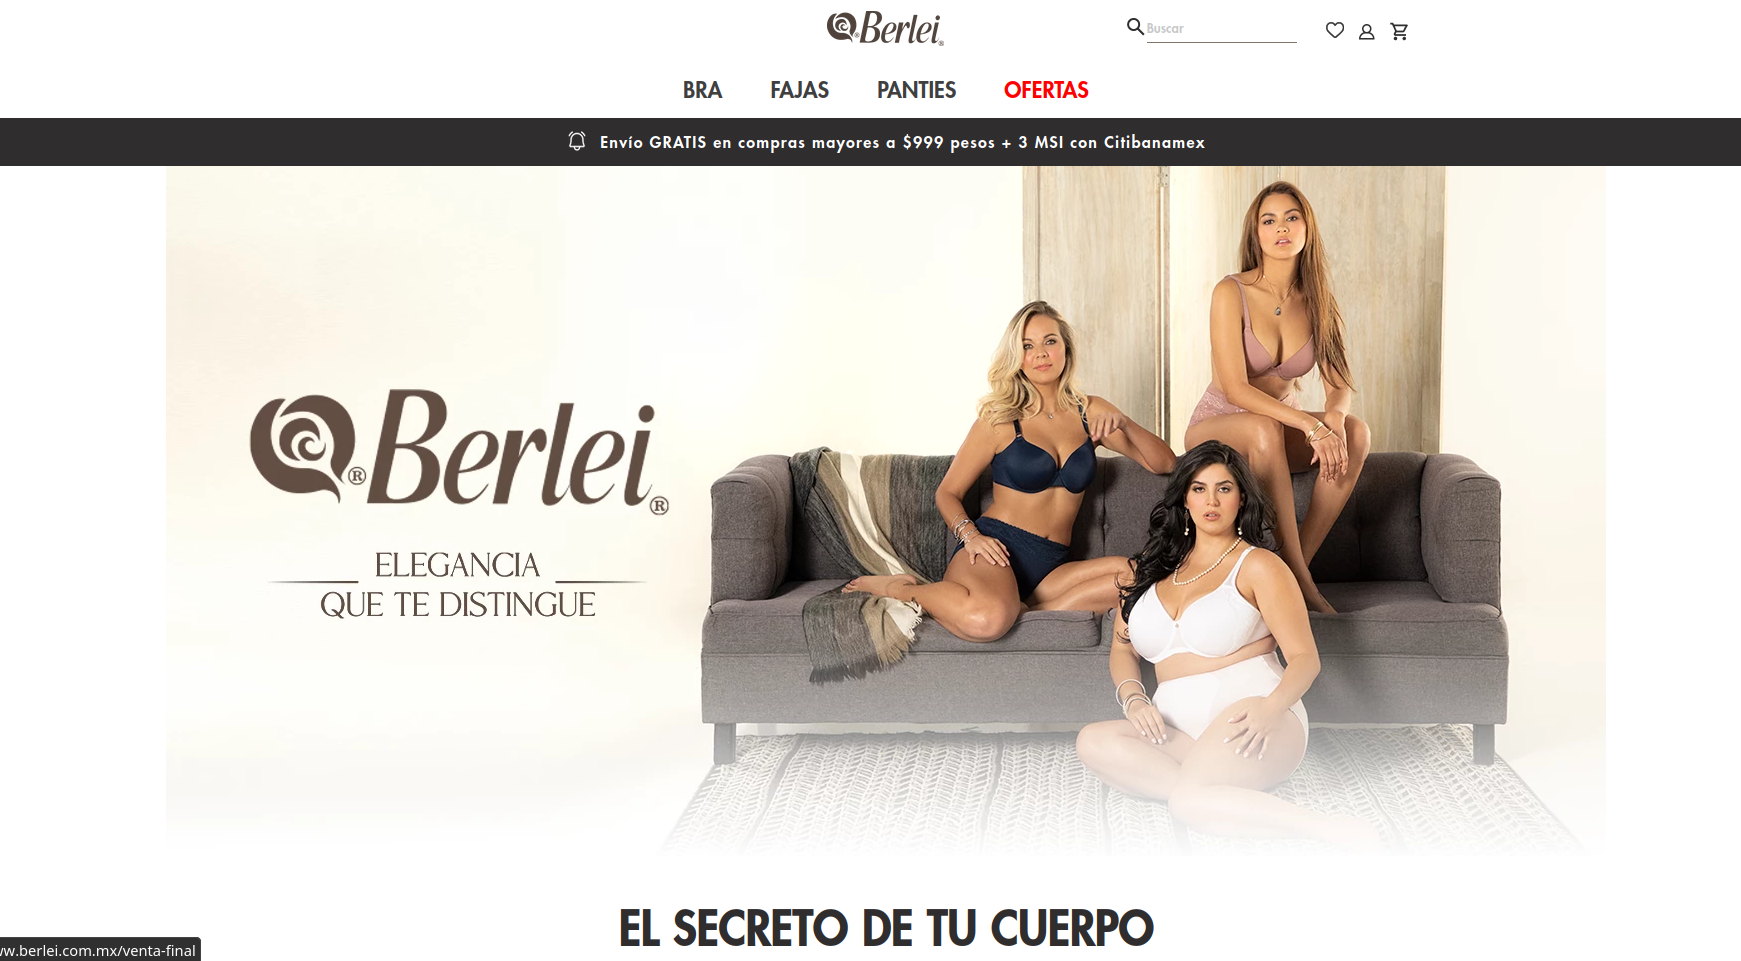 Berlei®
Buscar
BRA FAJAS PANTIES OFERTAS
Envío GRATIS en compras mayores a $999 pesos + 3 MSI con Citibanamex
®Berlei®
ELEGANCIA
QUE TE DISTINGUE
EL SECRETO DE TU CUERPO
w.berlei.com.mx/venta-final